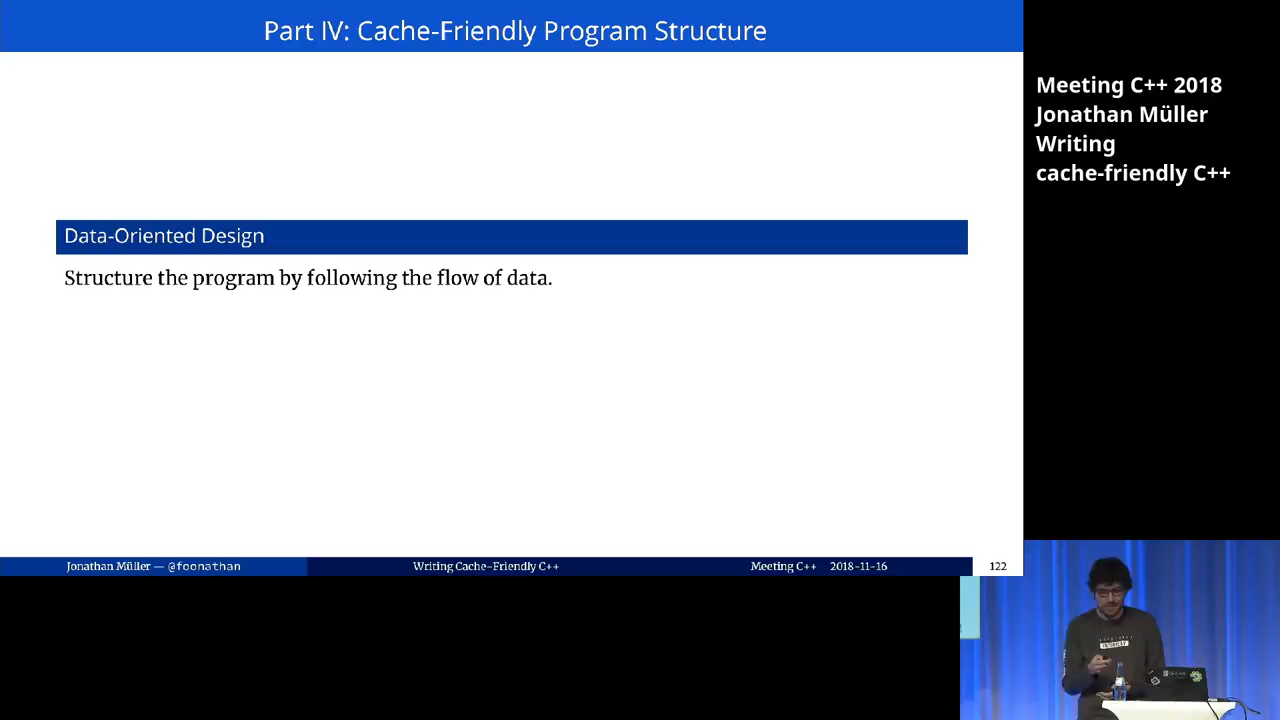 Part IV: Cache-Friendly Program Structure
Data-Oriented Design
Structure the program by following the flow of data.
Jonathan Müller — @foonathan
Writing Cache-Friendly C++
Meeting C++ 2018-11-16
122
Meeting C++ 2018
Jonathan Müller
Writing
cache-friendly C++